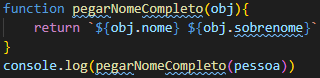 function pegarNomeCompleto(obj){
    return `${obj.nome} ${obj.sobrenome}`
}
console.log(pegarNomeCompleto(pessoa))